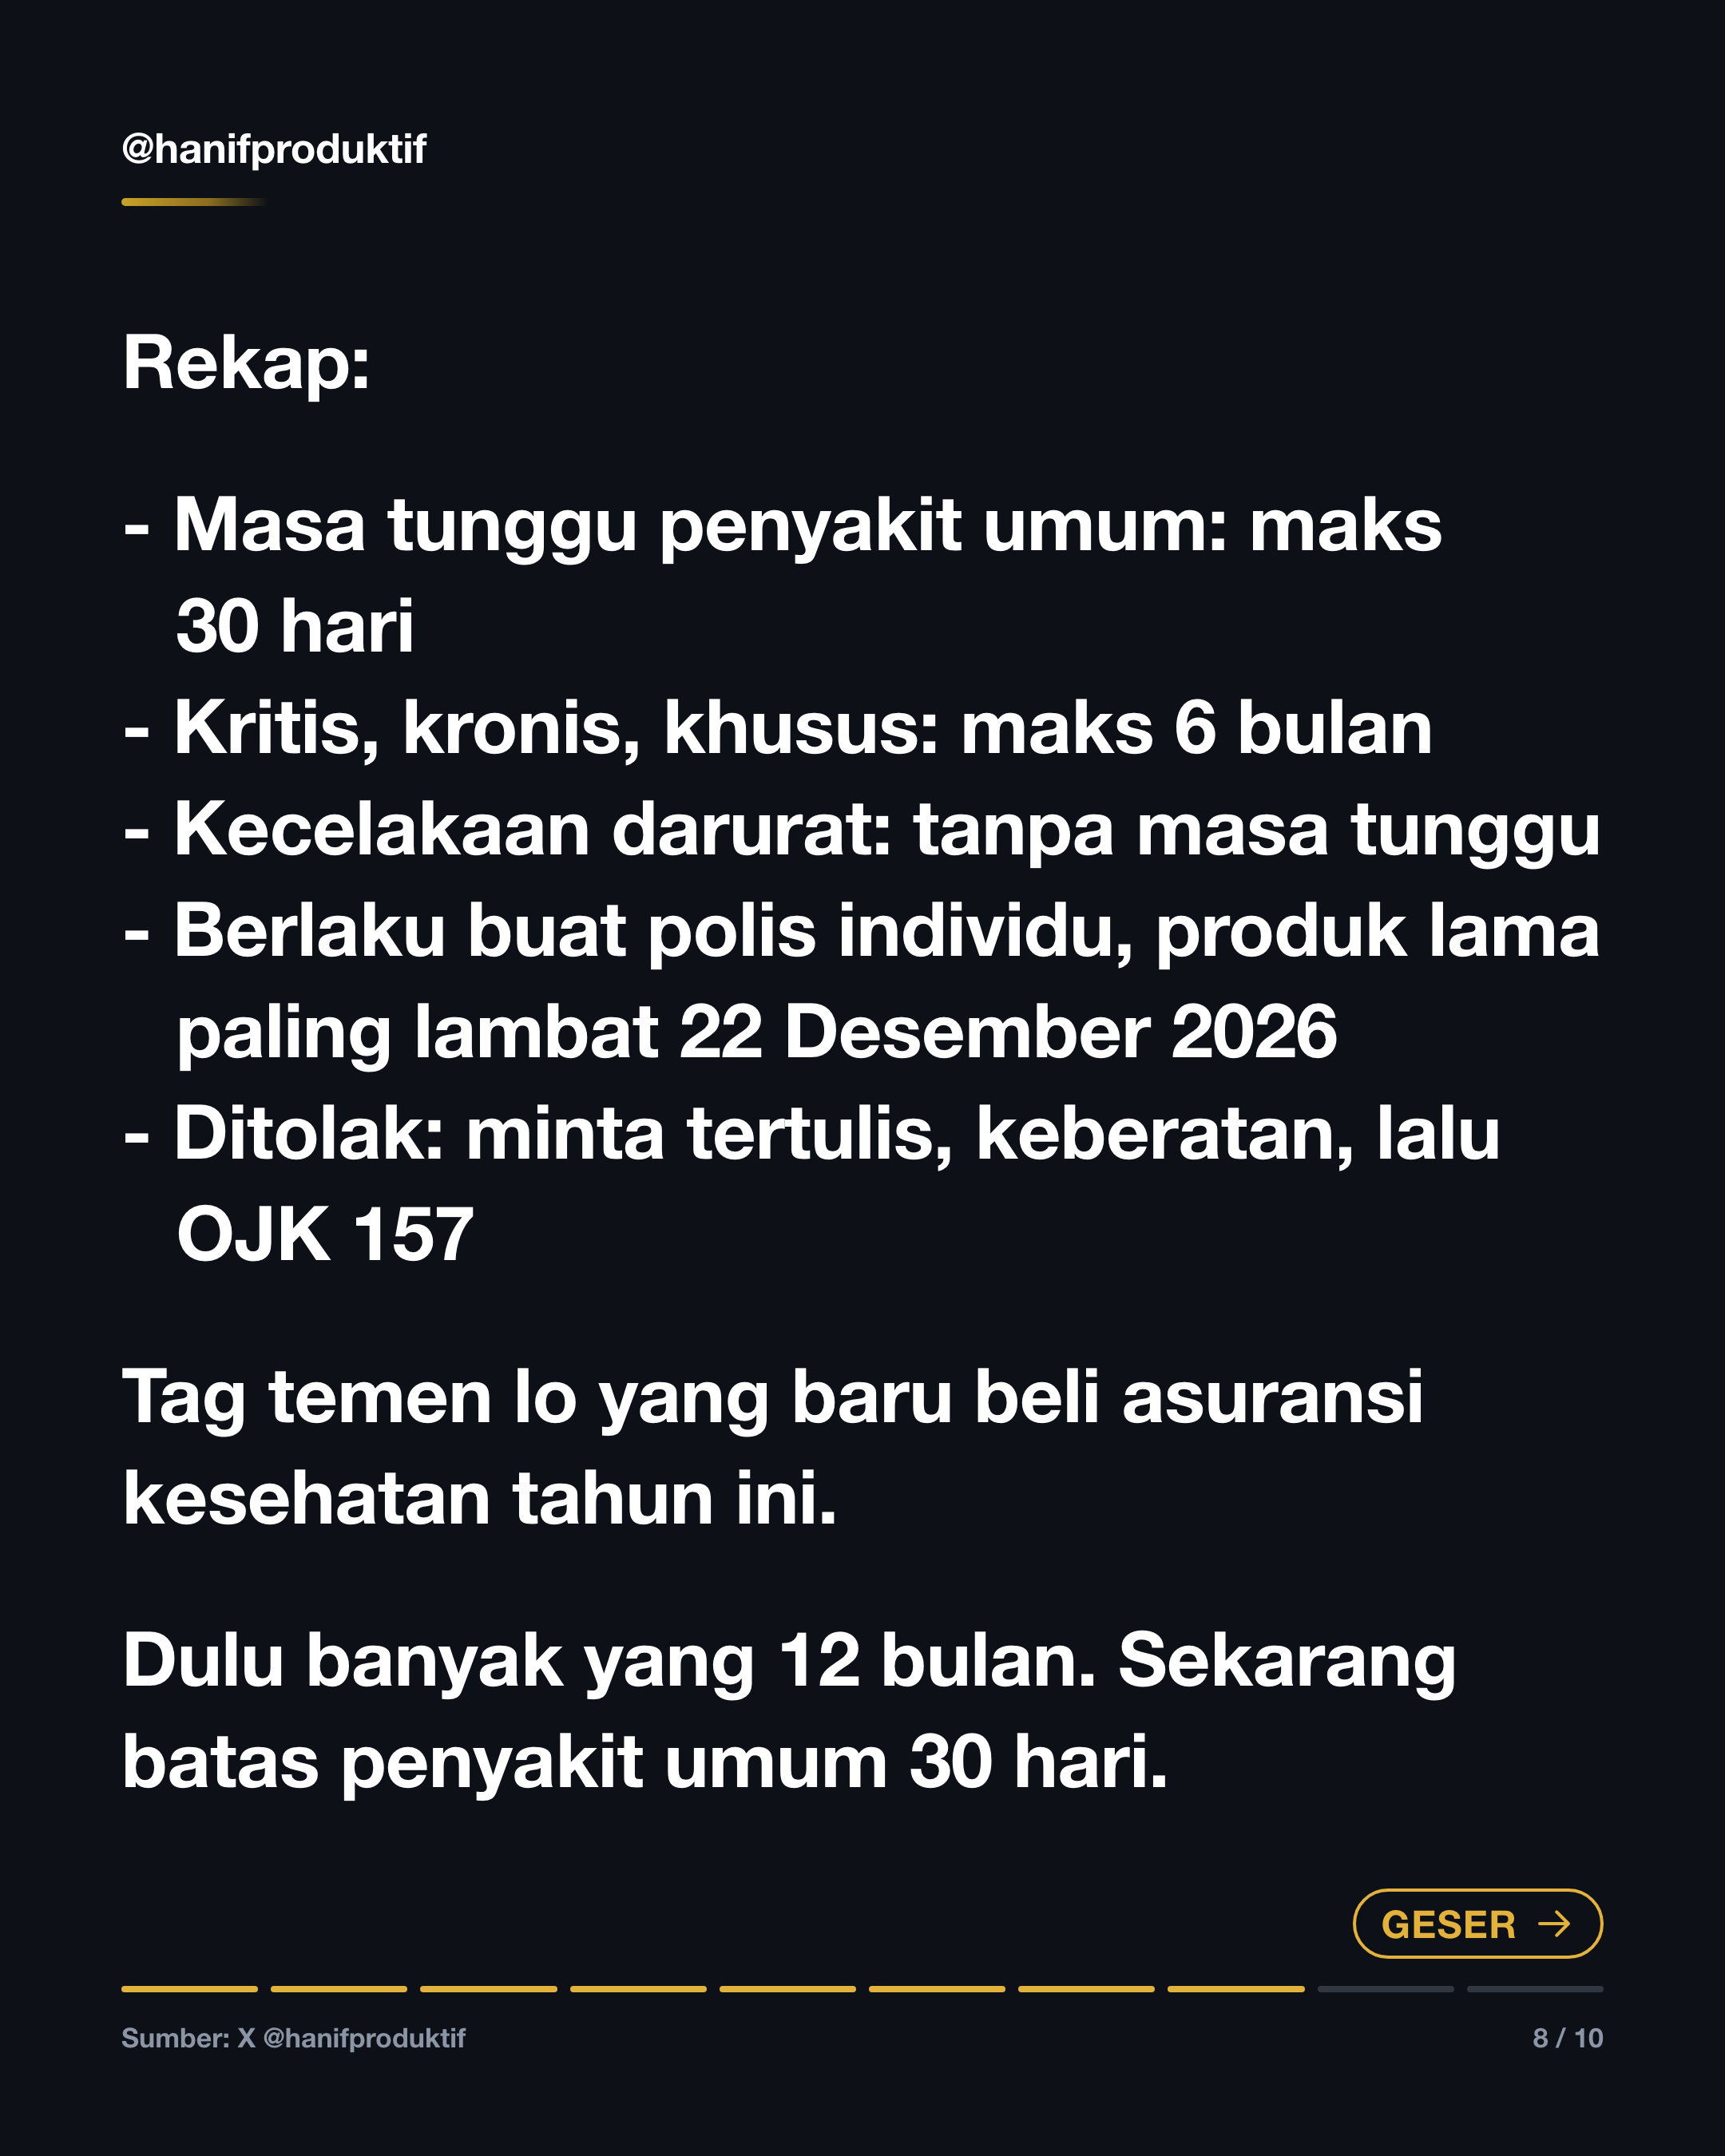 @hanifproduktif
Rekap:
- Masa tunggu penyakit umum: maks
30 hari
- Kritis, kronis, khusus: maks 6 bulan
- Kecelakaan darurat: tanpa masa tunggu
- Berlaku buat polis individu, produk lama
paling lambat 22 Desember 2026
- Ditolak: minta tertulis, keberatan, lalu
OJK 157
Tag temen lo yang baru beli asuransi
kesehatan tahun ini.
Dulu banyak yang 12 bulan. Sekarang
batas penyakit umum 30 hari.
GESER →
Sumber: X @hanifproduktif
8 / 10